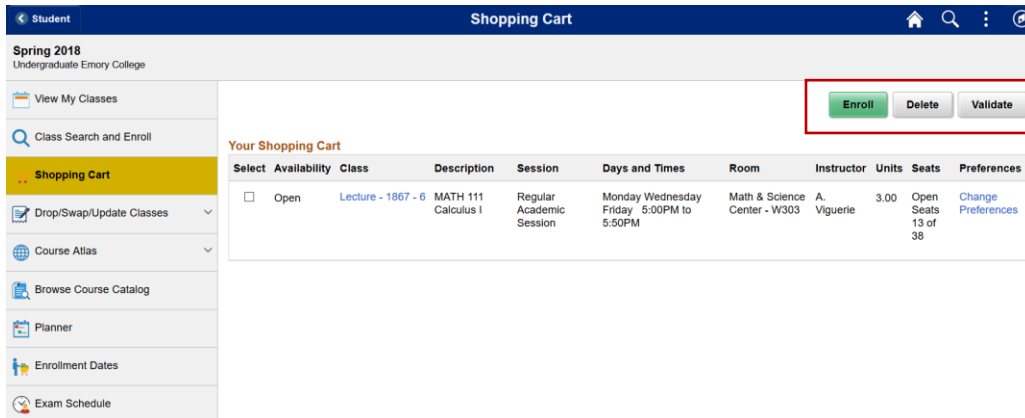 Student
Shopping Cart
Spring 2018
Undergraduate Emory College
View My Classes
Class Search and Enroll
Shopping Cart
Drop/Swap/Update Classes
Course Atlas
Browse Course Catalog
Planner
Enrollment Dates
Exam Schedule
Enroll Delete Validate
Your Shopping Cart
Select Availability Class Description Session Days and Times Room Instructor Units Seats Preferences
Open Lecture - 1867 - 6 MATH 111 Regular Monday Wednesday Math & Science A. 3.00 Open Change
Calculus I Academic Friday 5:00PM to Center - W303 Viguerie Seats Preferences
Session 5:50PM 13 of
38